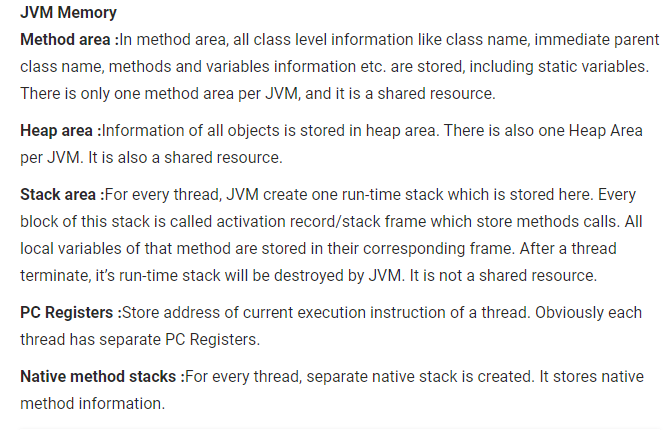 JVM Memory
Method area :In method area, all class level information like class name, immediate parent
class name, methods and variables information etc. are stored, including static variables.
There is only one method area per JVM, and it is a shared resource.
Heap area :Information of all objects is stored in heap area. There is also one Heap Area
per JVM. It is also a shared resource.
Stack area :For every thread, JVM create one run-time stack which is stored here. Every
block of this stack is called activation record/stack frame which store methods calls. All
local variables of that method are stored in their corresponding frame. After a thread
terminate, it’s run-time stack will be destroyed by JVM. It is not a shared resource.
PC Registers :Store address of current execution instruction of a thread. Obviously each
thread has separate PC Registers.
Native method stacks :For every thread, separate native stack is created. It stores native
method information.